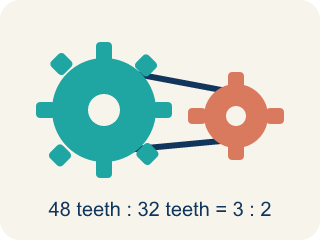 48 teeth : 32 teeth = 3 : 2